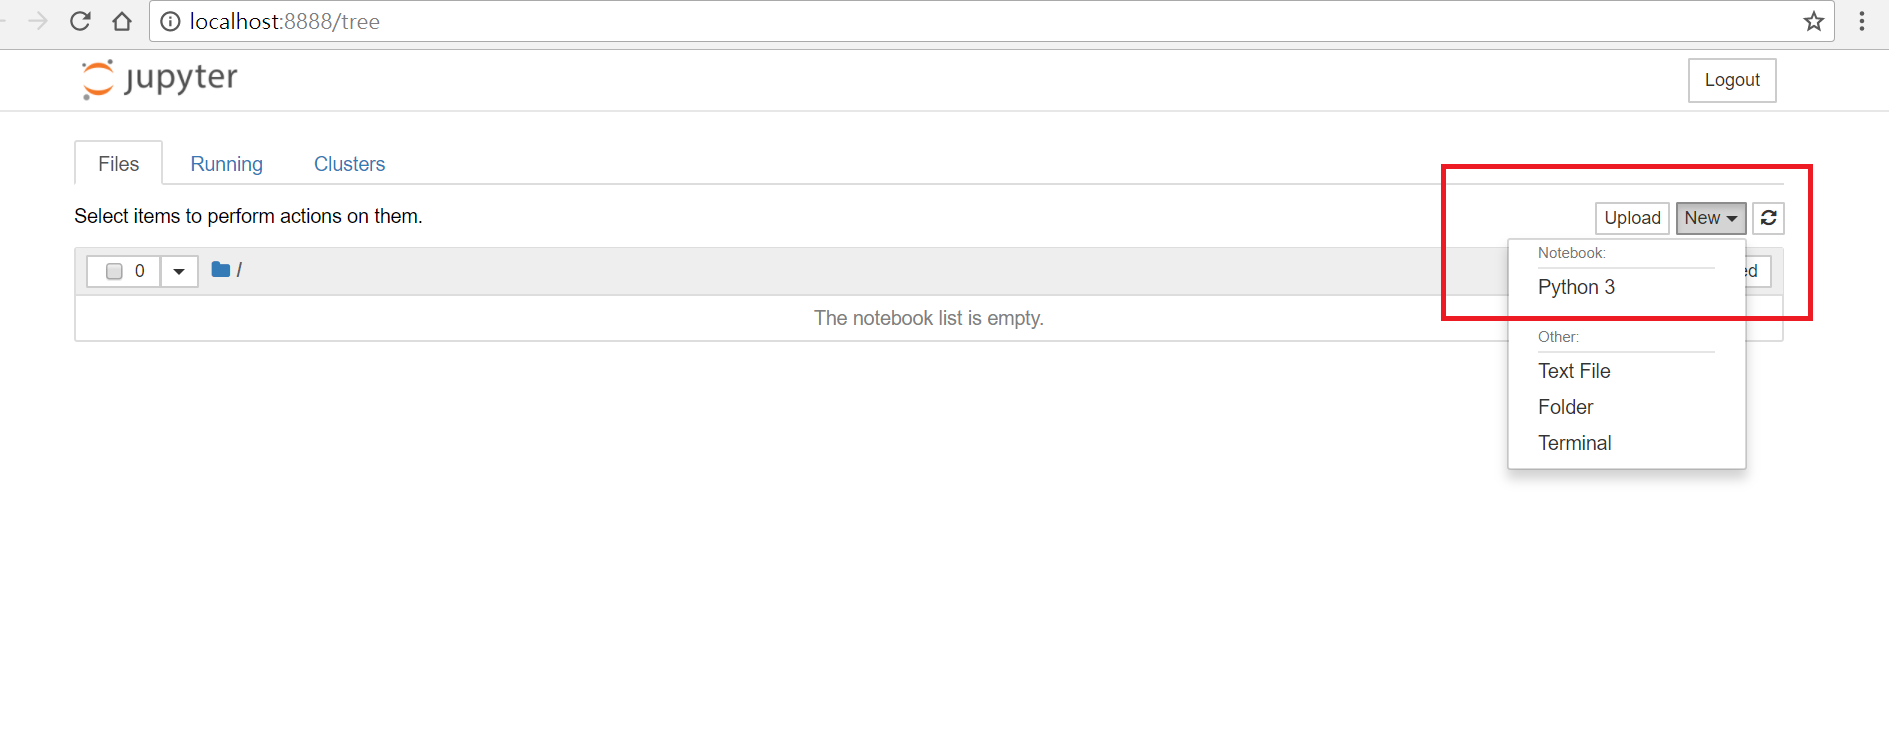 localhost:8888/tree
jupyter
Logout
Files Running Clusters
Select items to perform actions on them.
Upload New
Notebook:
0 / ed
Python 3
The notebook list is empty.
Other:
Text File
Folder
Terminal